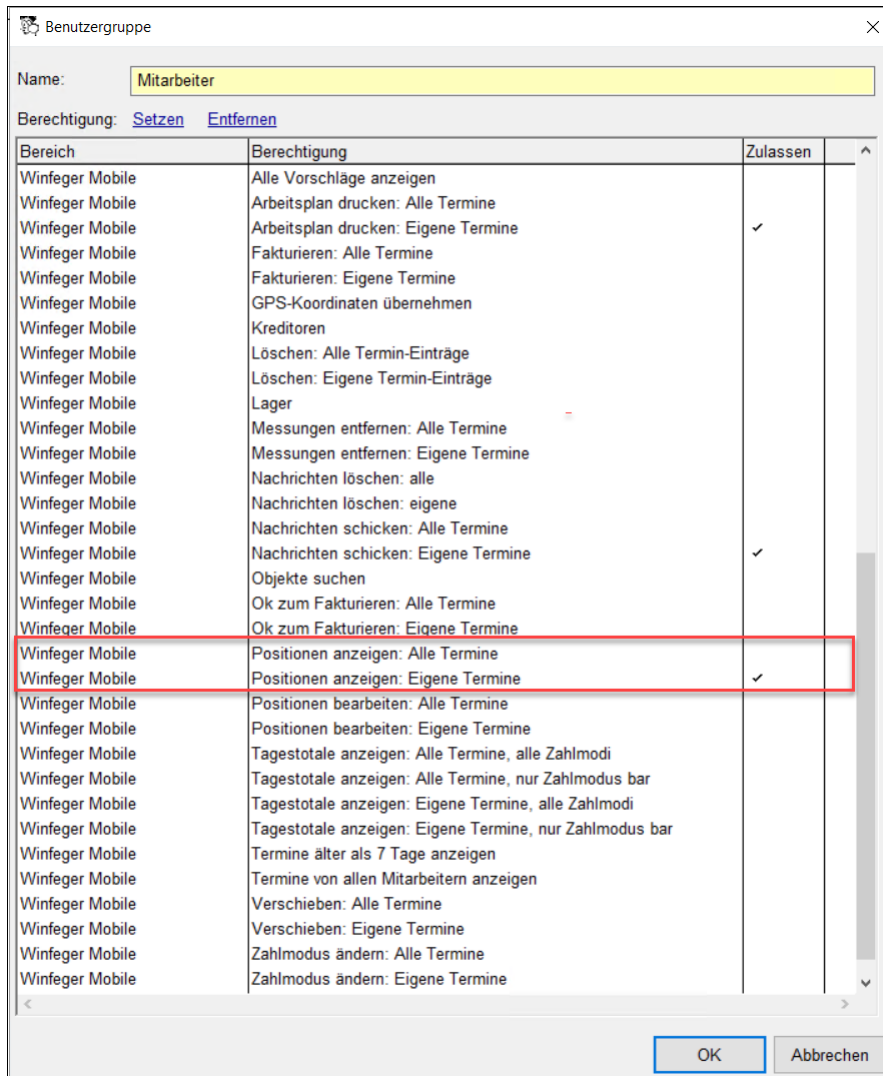 Benutzergruppe
Name: Mitarbeiter
Berechtigung: Setzen Entfernen
Bereich Berechtigung Zulassen
Winfeger Mobile Alle Vorschläge anzeigen
Winfeger Mobile Arbeitsplan drucken: Alle Termine
Winfeger Mobile Arbeitsplan drucken: Eigene Termine ✓
Winfeger Mobile Fakturieren: Alle Termine
Winfeger Mobile Fakturieren: Eigene Termine
Winfeger Mobile GPS-Koordinaten übernehmen
Winfeger Mobile Kreditoren
Winfeger Mobile Löschen: Alle Termin-Einträge
Winfeger Mobile Löschen: Eigene Termin-Einträge
Winfeger Mobile Lager
Winfeger Mobile Messungen entfernen: Alle Termine
Winfeger Mobile Messungen entfernen: Eigene Termine
Winfeger Mobile Nachrichten löschen: alle
Winfeger Mobile Nachrichten löschen: eigene
Winfeger Mobile Nachrichten schicken: Alle Termine
Winfeger Mobile Nachrichten schicken: Eigene Termine ✓
Winfeger Mobile Objekte suchen
Winfeger Mobile Ok zum Fakturieren: Alle Termine
Winfeger Mobile Ok zum Fakturieren: Eigene Termine
Winfeger Mobile Positionen anzeigen: Alle Termine
Winfeger Mobile Positionen anzeigen: Eigene Termine ✓
Winfeger Mobile Positionen bearbeiten: Alle Termine
Winfeger Mobile Positionen bearbeiten: Eigene Termine
Winfeger Mobile Tagestotale anzeigen: Alle Termine, alle Zahlmodi
Winfeger Mobile Tagestotale anzeigen: Alle Termine, nur Zahlmodus bar
Winfeger Mobile Tagestotale anzeigen: Eigene Termine, alle Zahlmodi
Winfeger Mobile Tagestotale anzeigen: Eigene Termine, nur Zahlmodus bar
Winfeger Mobile Termine älter als 7 Tage anzeigen
Winfeger Mobile Termine von allen Mitarbeitern anzeigen
Winfeger Mobile Verschieben: Alle Termine
Winfeger Mobile Verschieben: Eigene Termine
Winfeger Mobile Zahlmodus ändern: Alle Termine
Winfeger Mobile Zahlmodus ändern: Eigene Termine
OK Abbrechen